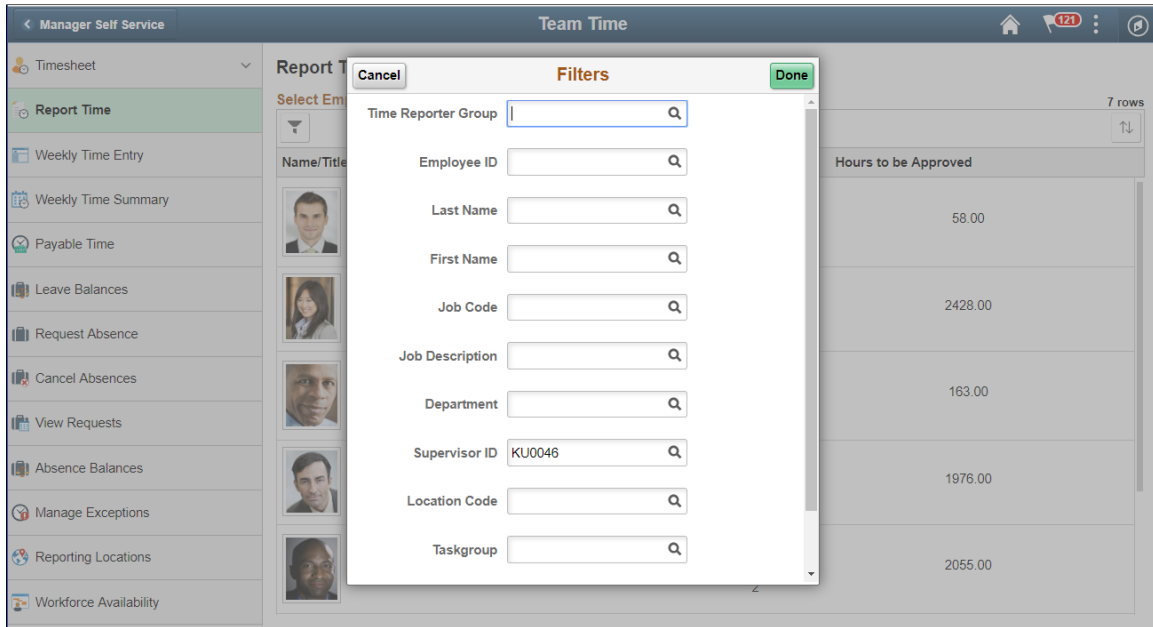 Manager Self Service
Team Time
121
Timesheet
Report Time
Weekly Time Entry
Weekly Time Summary
Payable Time
Leave Balances
Request Absence
Cancel Absences
View Requests
Absence Balances
Manage Exceptions
Reporting Locations
Workforce Availability
Report T
Select Em
7 rows
Name/Title
Hours to be Approved
58.00
2428.00
163.00
1976.00
2055.00
2
Cancel
Filters
Done
Time Reporter Group
Employee ID
Last Name
First Name
Job Code
Job Description
Department
Supervisor ID KU0046
Location Code
Taskgroup